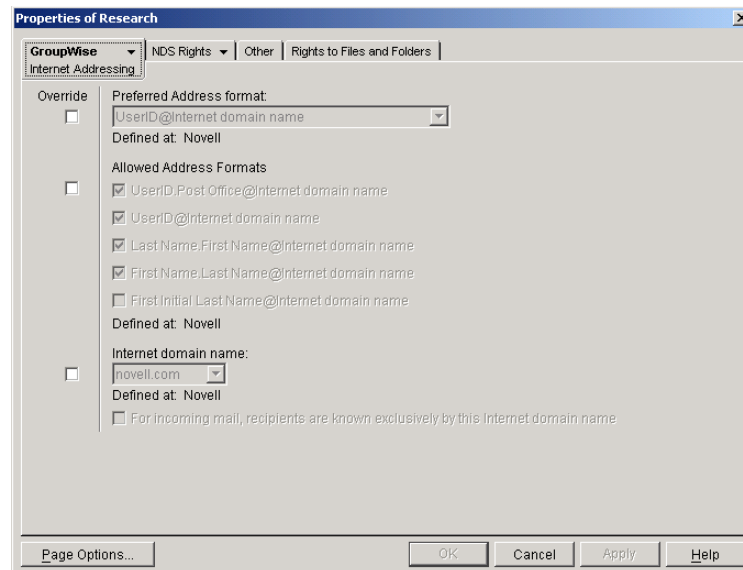 Properties of Research
GroupWise
NDS Rights
Other
Rights to Files and Folders
Internet Addressing
Override
Preferred Address format:
UserID@Internet domain name
Defined at: Novell
Allowed Address Formats
UserID.Post Office@Internet domain name
UserID@Internet domain name
Last Name.First Name@Internet domain name
First Name.Last Name@Internet domain name
First Initial Last Name@Internet domain name
Defined at: Novell
Internet domain name:
novell.com
Defined at: Novell
For incoming mail, recipients are known exclusively by this Internet domain name
Page Options...
OK
Cancel
Apply
Help